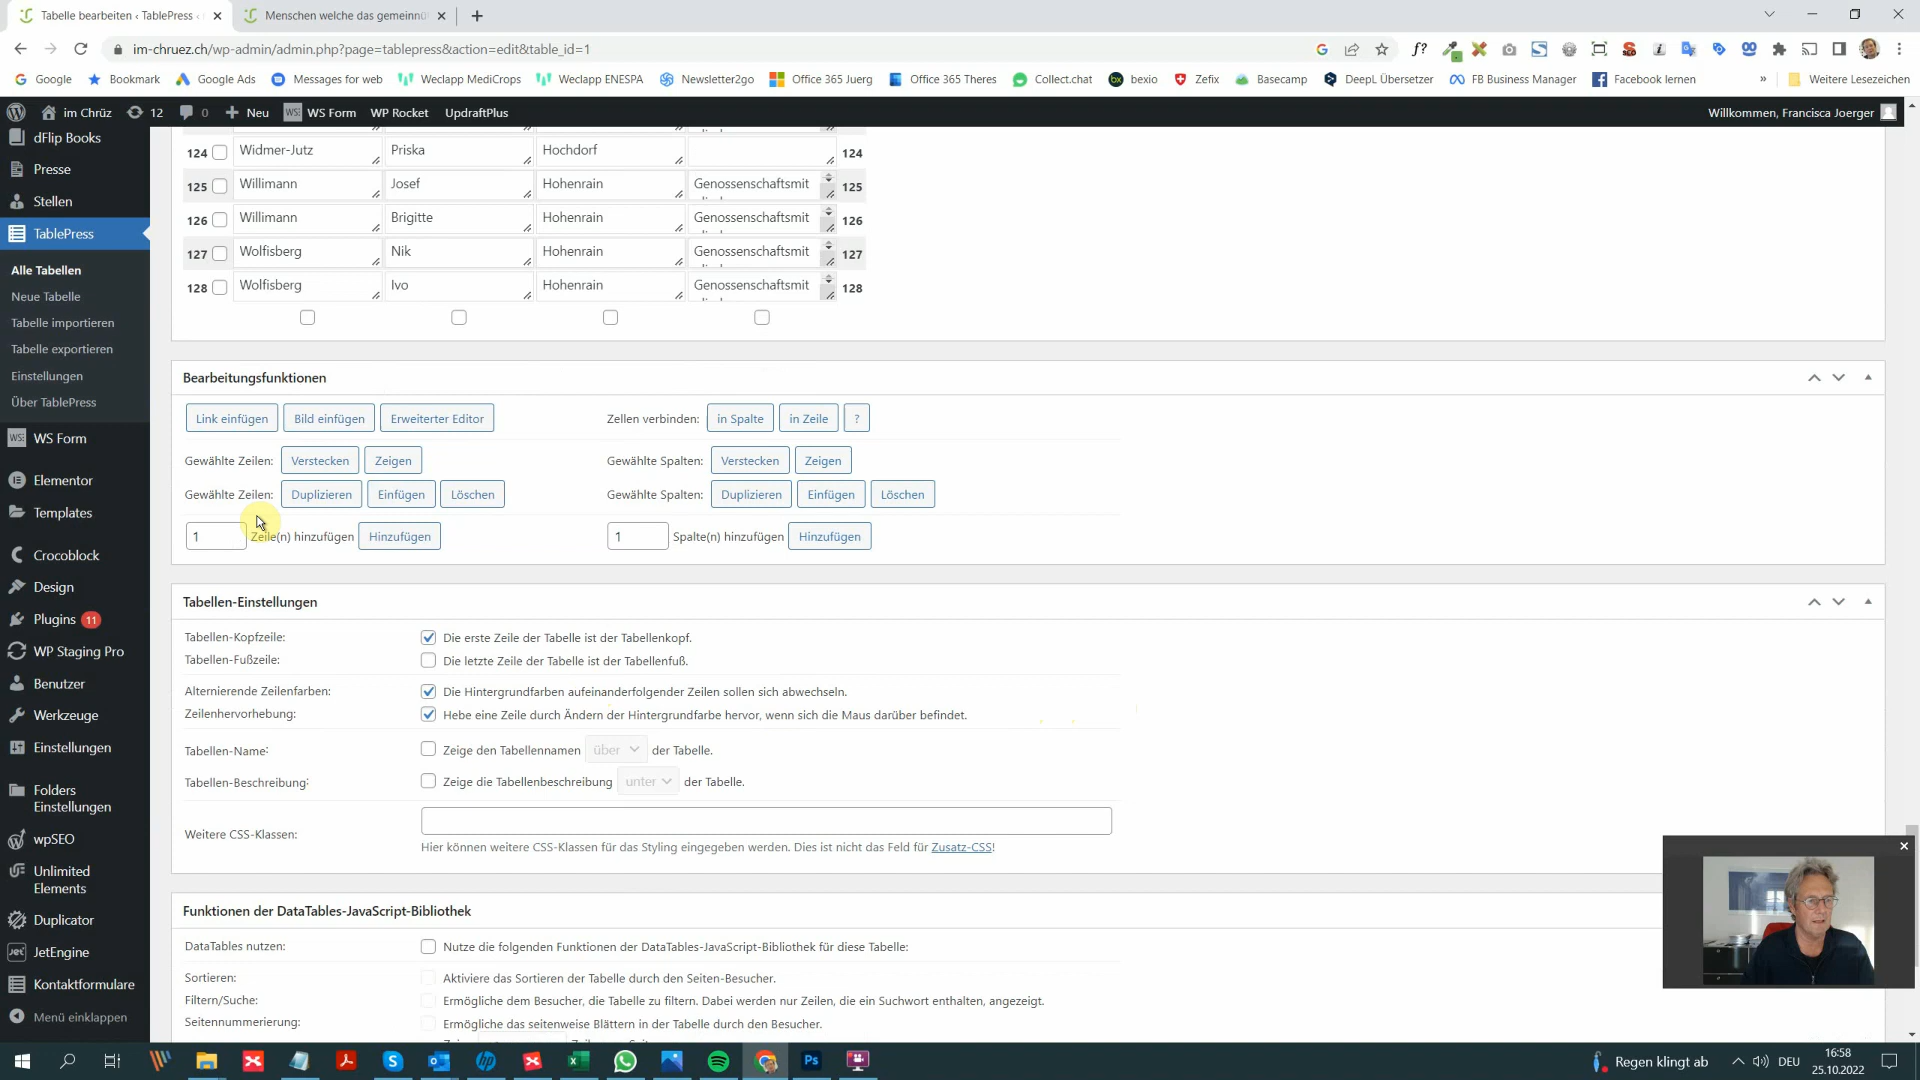 Tabelle bearbeiten ‹ TablePress ‹
Menschen welche das gemeinnü
im-chruez.ch/wp-admin/admin.php?page=tablepress&action=edit&table_id=1
Google
Bookmark
Google Ads
Messages for web
Weclapp MediCrops
Weclapp ENESPA
Newsletter2go
Office 365 Juerg
Office 365 Theres
Collect.chat
bexio
Zefix
Basecamp
DeepL Übersetzer
FB Business Manager
Facebook lernen
»
Weitere Lesezeichen
im Chrüz
12
0
Neu
WS Form
WP Rocket
UpdraftPlus
Willkommen, Francisca Joerger
dFlip Books
Presse
Stellen
TablePress
Alle Tabellen
Neue Tabelle
Tabelle importieren
Tabelle exportieren
Einstellungen
Über TablePress
WS Form
Elementor
Templates
Crocoblock
Design
Plugins 11
WP Staging Pro
Benutzer
Werkzeuge
Einstellungen
Folders
Einstellungen
wpSEO
Unlimited
Elements
Duplicator
JetEngine
Kontaktformulare
Menü einklappen
124 Widmer-Jutz Priska Hochdorf 124
125 Willimann Josef Hohenrain Genossenschaftsmit 125
126 Willimann Brigitte Hohenrain Genossenschaftsmit 126
127 Wolfisberg Nik Hohenrain Genossenschaftsmit 127
128 Wolfisberg Ivo Hohenrain Genossenschaftsmit 128
Bearbeitungsfunktionen
Link einfügen Bild einfügen Erweiterter Editor Zellen verbinden: in Spalte in Zeile ?
Gewählte Zeilen: Verstecken Zeigen Gewählte Spalten: Verstecken Zeigen
Gewählte Zeilen: Duplizieren Einfügen Löschen Gewählte Spalten: Duplizieren Einfügen Löschen
1 Zeile(n) hinzufügen Hinzufügen 1 Spalte(n) hinzufügen Hinzufügen
Tabellen-Einstellungen
Tabellen-Kopfzeile: Die erste Zeile der Tabelle ist der Tabellenkopf.
Tabellen-Fußzeile: Die letzte Zeile der Tabelle ist der Tabellenfuß.
Alternierende Zeilenfarben: Die Hintergrundfarben aufeinanderfolgender Zeilen sollen sich abwechseln.
Zeilenhervorhebung: Hebe eine Zeile durch Ändern der Hintergrundfarbe hervor, wenn sich die Maus darüber befindet.
Tabellen-Name: Zeige den Tabellennamen über der Tabelle.
Tabellen-Beschreibung: Zeige die Tabellenbeschreibung unter der Tabelle.
Weitere CSS-Klassen:
Hier können weitere CSS-Klassen für das Styling eingegeben werden. Dies ist nicht das Feld für Zusatz-CSS!
Funktionen der DataTables-JavaScript-Bibliothek
DataTables nutzen: Nutze die folgenden Funktionen der DataTables-JavaScript-Bibliothek für diese Tabelle:
Sortieren: Aktiviere das Sortieren der Tabelle durch den Seiten-Besucher.
Filtern/Suche: Ermögliche dem Besucher, die Tabelle zu filtern. Dabei werden nur Zeilen, die ein Suchwort enthalten, angezeigt.
Seitennummerierung: Ermögliche das seitenweise Blättern in der Tabelle durch den Besucher.
Regen klingt ab
DEU
16:58
25.10.2022